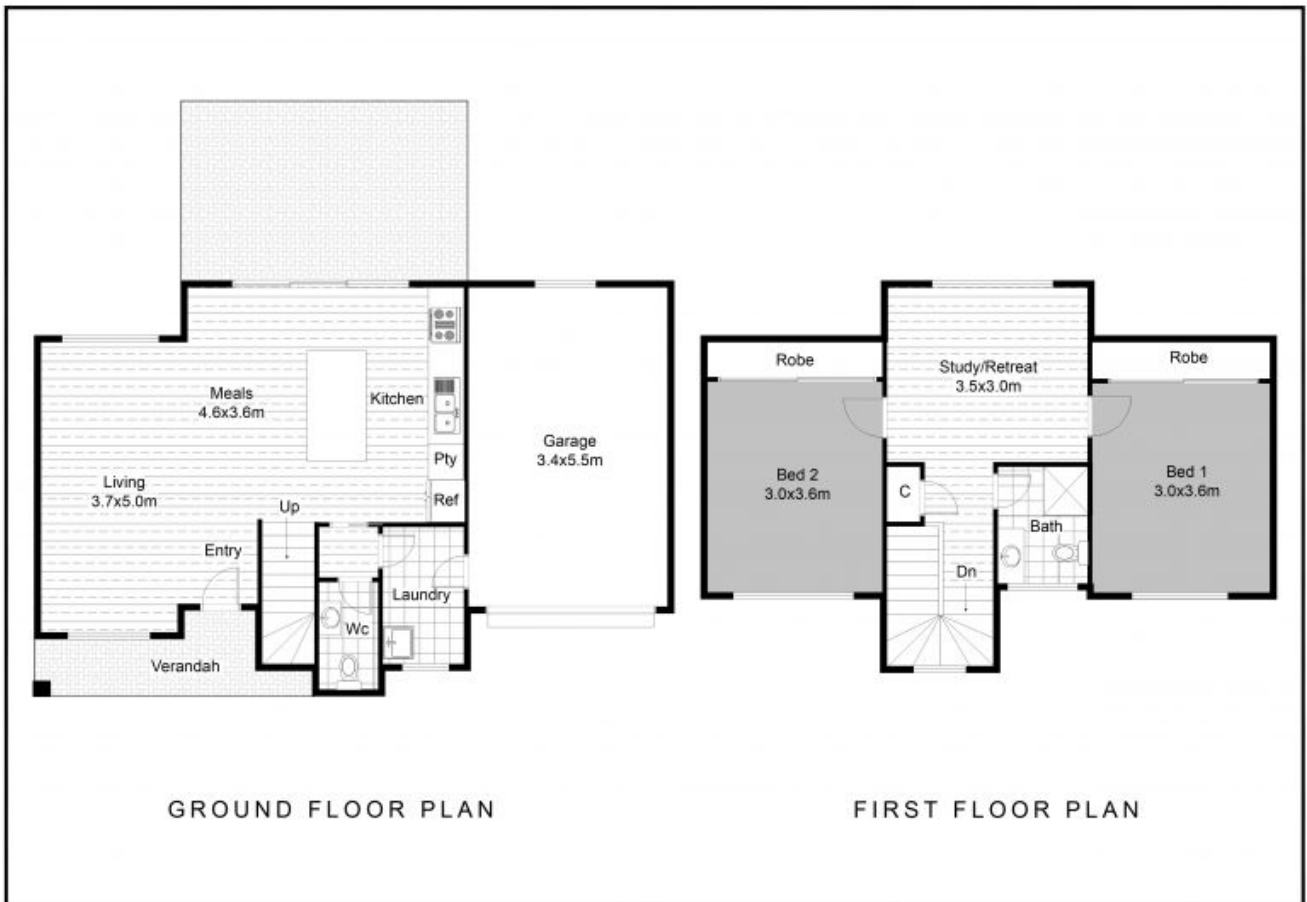 Meals
4.6x3.6m
Kitchen
Living
3.7x5.0m
Up
Pty
Ref
Entry
Laundry
Wc
Verandah
Garage
3.4x5.5m
GROUND FLOOR PLAN
Robe
Study/Retreat
3.5x3.0m
Robe
Bed 2
3.0x3.6m
C
Bath
Dn
Bed 1
3.0x3.6m
FIRST FLOOR PLAN